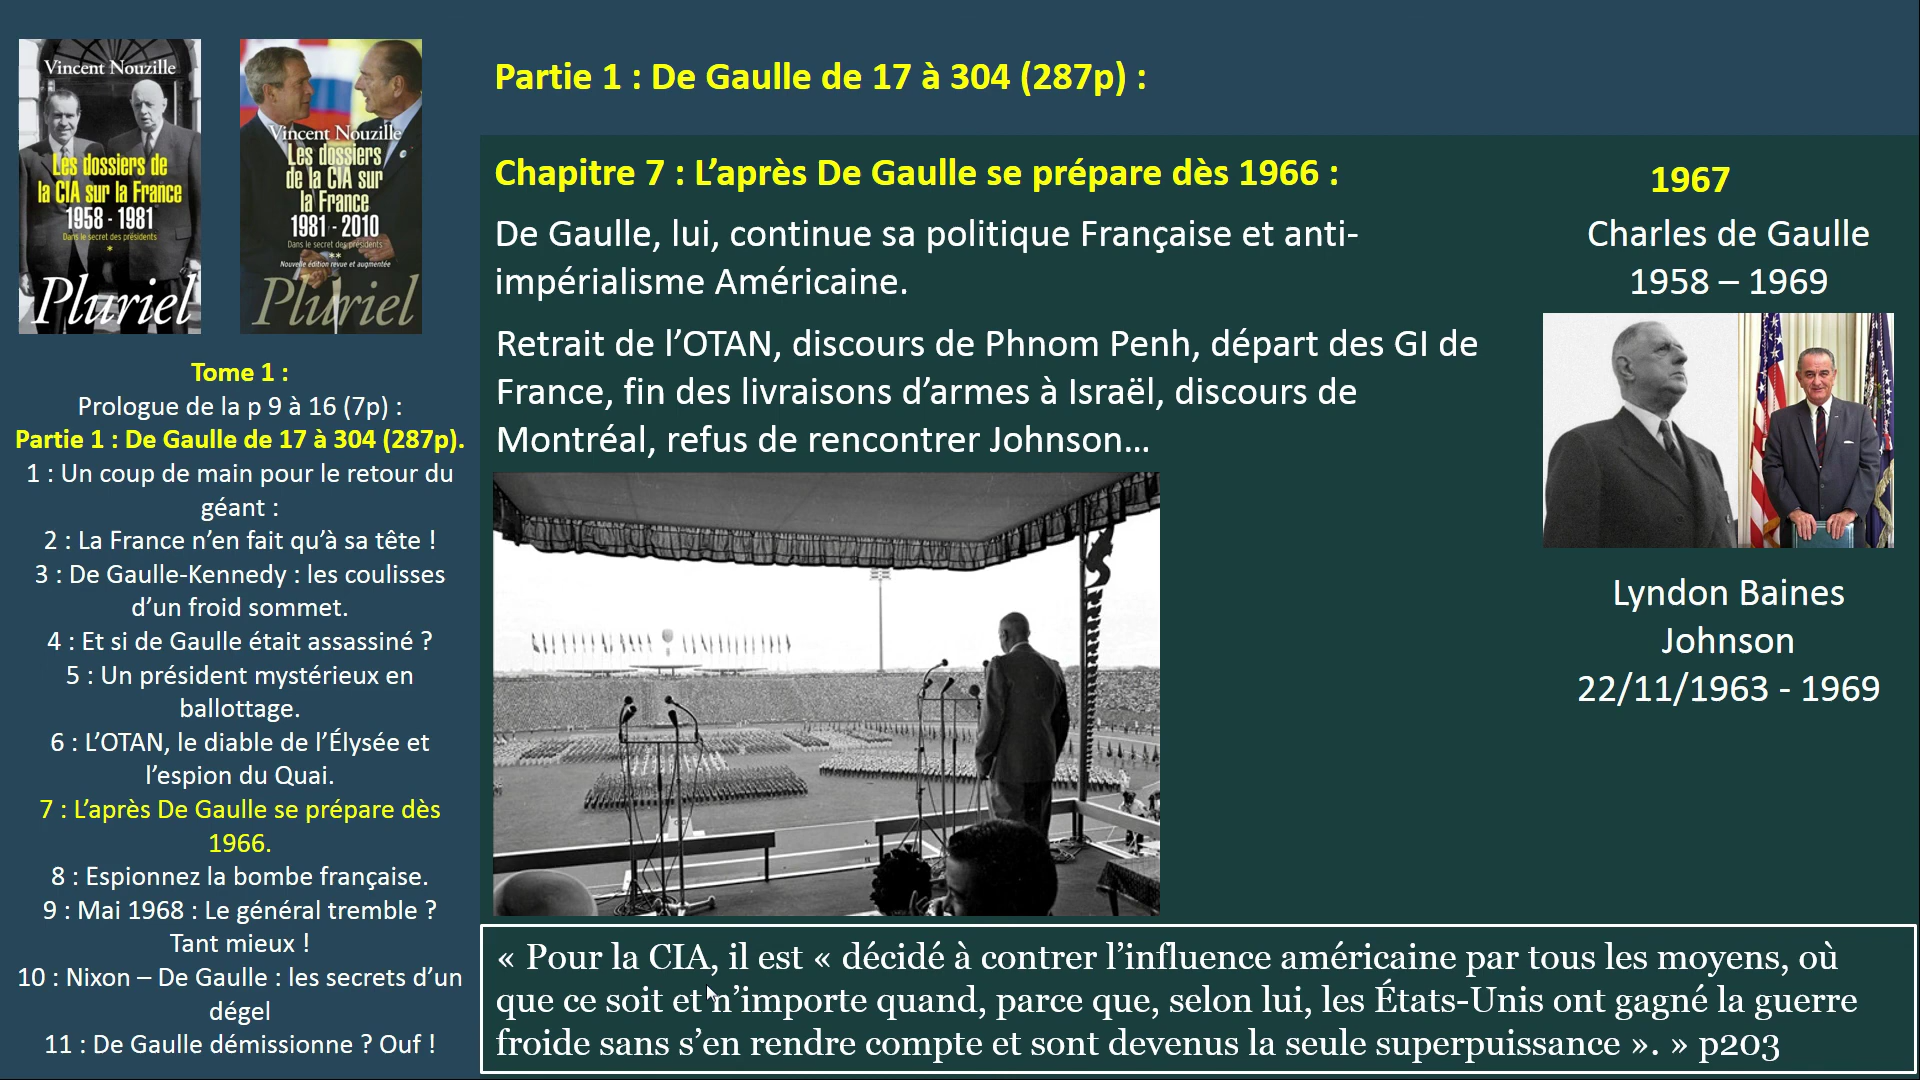 Vincent Nouzille
Les dossiers de
la CIA sur la France
1958 - 1981
Dans le secret des présidents
*
Pluriel
Vincent Nouzille
Les dossiers
de la CIA sur
la France
1981 - 2010
Dans le secret des présidents
**
Nouvelle édition revue et augmentée
Pluriel
Tome 1 :
Prologue de la p 9 à 16 (7p) :
Partie 1 : De Gaulle de 17 à 304 (287p).
1 : Un coup de main pour le retour du
géant :
2 : La France n’en fait qu’à sa tête !
3 : De Gaulle-Kennedy : les coulisses
d’un froid sommet.
4 : Et si de Gaulle était assassiné ?
5 : Un président mystérieux en
ballottage.
6 : L’OTAN, le diable de l’Élysée et
l’espion du Quai.
7 : L’après De Gaulle se prépare dès
1966.
8 : Espionnez la bombe française.
9 : Mai 1968 : Le général tremble ?
Tant mieux !
10 : Nixon – De Gaulle : les secrets d’un
dégel
11 : De Gaulle démissionne ? Ouf !
Partie 1 : De Gaulle de 17 à 304 (287p) :
Chapitre 7 : L’après De Gaulle se prépare dès 1966 :
De Gaulle, lui, continue sa politique Française et anti-
impérialisme Américaine.
Retrait de l’OTAN, discours de Phnom Penh, départ des GI de
France, fin des livraisons d’armes à Israël, discours de
Montréal, refus de rencontrer Johnson…
1967
Charles de Gaulle
1958 – 1969
Lyndon Baines
Johnson
22/11/1963 - 1969
« Pour la CIA, il est « décidé à contrer l’influence américaine par tous les moyens, où
que ce soit et n’importe quand, parce que, selon lui, les États-Unis ont gagné la guerre
froide sans s’en rendre compte et sont devenus la seule superpuissance ». » p203